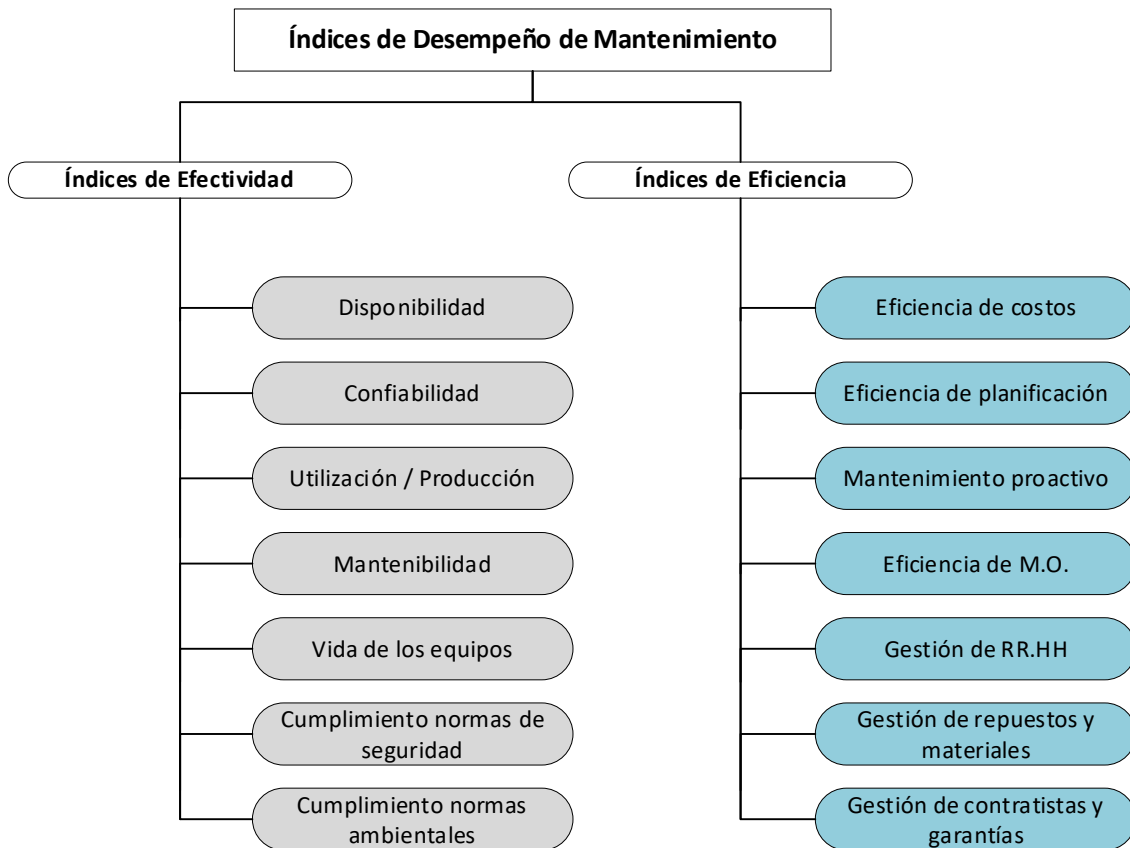 Índices de Desempeño de Mantenimiento
Índices de Efectividad
Disponibilidad
Confiabilidad
Utilización / Producción
Mantenibilidad
Vida de los equipos
Cumplimiento normas de
seguridad
Cumplimiento normas
ambientales
Índices de Eficiencia
Eficiencia de costos
Eficiencia de planificación
Mantenimiento proactivo
Eficiencia de M.O.
Gestión de RR.HH
Gestión de repuestos y
materiales
Gestión de contratistas y
garantías